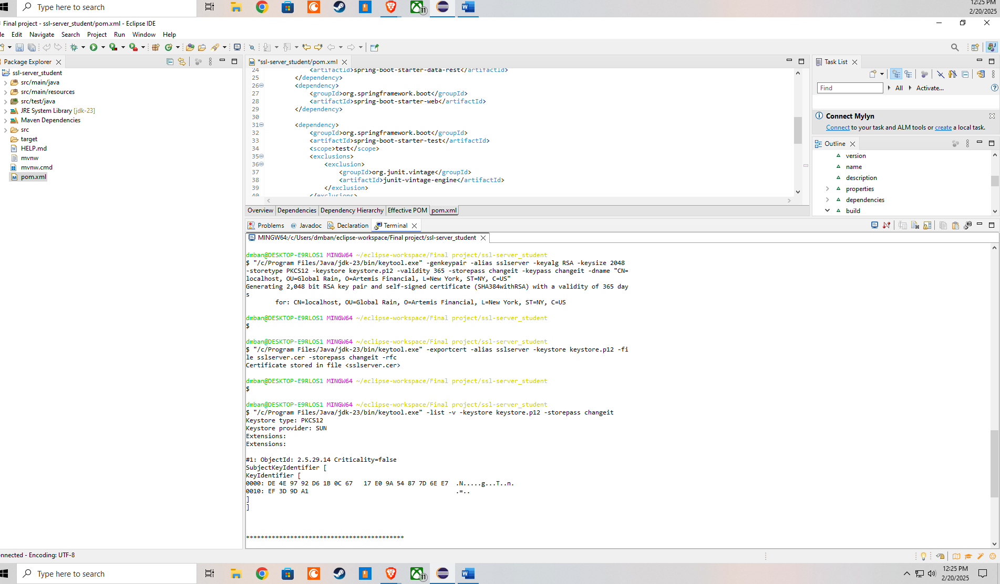 Type here to search
11
12:25 PM
2/20/2025
Final project - ssl-server_student/pom.xml - Eclipse IDE
le Edit Navigate Search Project Run Window Help
Package Explorer
ssl-server_student
src/main/java
src/main/resources
src/test/java
JRE System Library [jdk-23]
Maven Dependencies
src
target
HELP.md
mvnw
mvnw.cmd
pom.xml
*ssl-server_student/pom.xml
24 <artifactId>spring-boot-starter-data-rest</artifactId>
25 </dependency>
26 <dependency>
27 <groupId>org.springframework.boot</groupId>
28 <artifactId>spring-boot-starter-web</artifactId>
29 </dependency>
30
31 <dependency>
32 <groupId>org.springframework.boot</groupId>
33 <artifactId>spring-boot-starter-test</artifactId>
34 <scope>test</scope>
35 <exclusions>
36 <exclusion>
37 <groupId>org.junit.vintage</groupId>
38 <artifactId>junit-vintage-engine</artifactId>
39 </exclusion>
40 </exclusions>
Overview Dependencies Dependency Hierarchy Effective POM pom.xml
Task List
Find All Activate...
Connect Mylyn
Connect to your task and ALM tools or create a local task.
Outline
version
name
description
properties
dependencies
build
Problems @ Javadoc Declaration Terminal
MINGW64:/c/Users/dmban/eclipse-workspace/Final project/ssl-server_student
dmban@DESKTOP-E9RLOS1 MINGW64 ~/eclipse-workspace/Final project/ssl-server_student
$ "/c/Program Files/Java/jdk-23/bin/keytool.exe" -genkeypair -alias sslserver -keyalg RSA -keysize 2048
-storetype PKCS12 -keystore keystore.p12 -validity 365 -storepass changeit -keypass changeit -dname "CN=
localhost, OU=Global Rain, O=Artemis Financial, L=New York, ST=NY, C=US"
Generating 2,048 bit RSA key pair and self-signed certificate (SHA384withRSA) with a validity of 365 day
s
for: CN=localhost, OU=Global Rain, O=Artemis Financial, L=New York, ST=NY, C=US
dmban@DESKTOP-E9RLOS1 MINGW64 ~/eclipse-workspace/Final project/ssl-server_student
$
dmban@DESKTOP-E9RLOS1 MINGW64 ~/eclipse-workspace/Final project/ssl-server_student
$ "/c/Program Files/Java/jdk-23/bin/keytool.exe" -exportcert -alias sslserver -keystore keystore.p12 -fi
le sslserver.cer -storepass changeit -rfc
Certificate stored in file <sslserver.cer>
dmban@DESKTOP-E9RLOS1 MINGW64 ~/eclipse-workspace/Final project/ssl-server_student
$
dmban@DESKTOP-E9RLOS1 MINGW64 ~/eclipse-workspace/Final project/ssl-server_student
$ "/c/Program Files/Java/jdk-23/bin/keytool.exe" -list -v -keystore keystore.p12 -storepass changeit
Keystore type: PKCS12
Keystore provider: SUN
Extensions:
Extensions:
#1: ObjectId: 2.5.29.14 Criticality=false
SubjectKeyIdentifier [
KeyIdentifier [
0000: DE 4E 97 92 D6 1B 0C 67   17 E0 9A 54 87 7D 6E E7  .N.....g...T..n.
0010: EF 3D 9D A1                                        .=..
]
]
*******************************************
nnected - Encoding: UTF-8
Type here to search
11
12:25 PM
2/20/2025